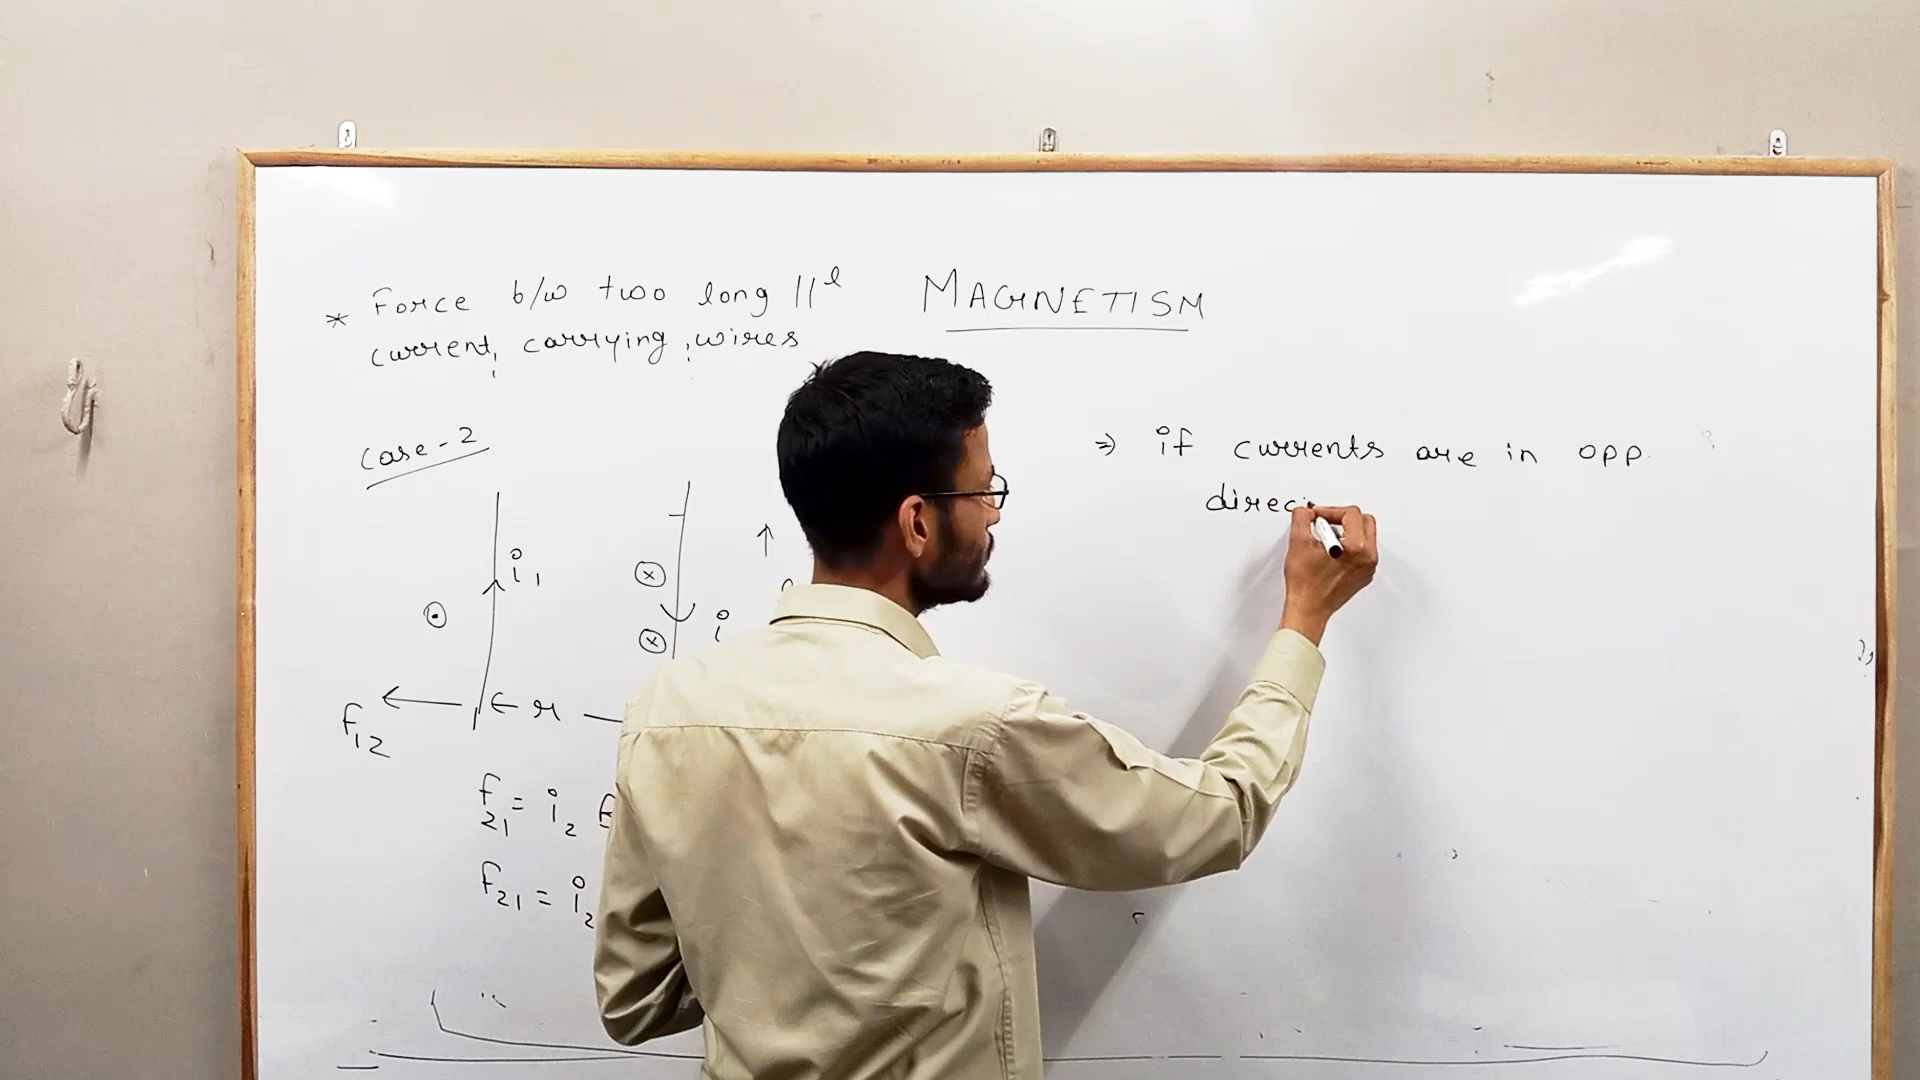 * Force b/w two long ||l
current carrying wires
MAGNETISM
Case-2
i1
i
F12
← r
F21 = i2
F21 = i2
⇒ if currents are in opp.
direc